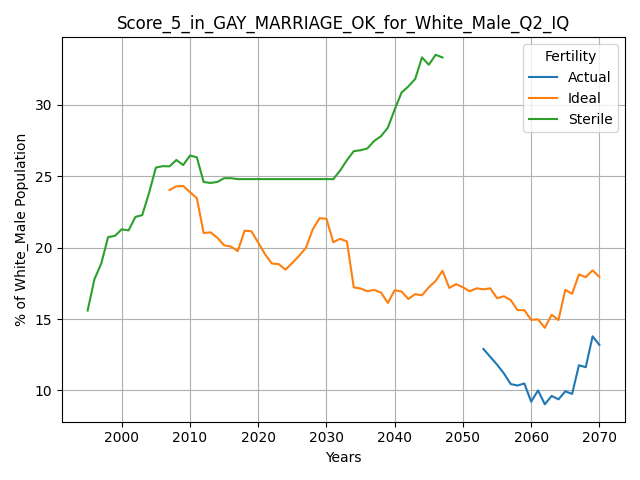 Score_5_in_GAY_MARRIAGE_OK_for_White_Male_Q2_IQ
Fertility
Actual
Ideal
Sterile
% of White_Male Population
30
25
20
15
10
2000 2010 2020 2030 2040 2050 2060 2070
Years